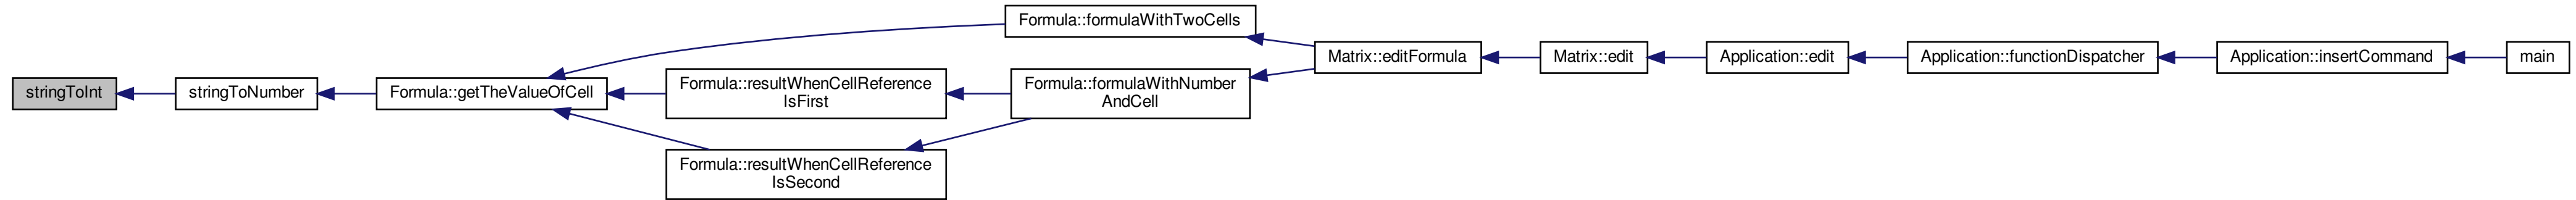 stringToInt
stringToNumber
Formula::getTheValueOfCell
Formula::formulaWithTwoCells
Formula::resultWhenCellReference
IsFirst
Formula::resultWhenCellReference
IsSecond
Formula::formulaWithNumber
AndCell
Matrix::editFormula
Matrix::edit
Application::edit
Application::functionDispatcher
Application::insertCommand
main